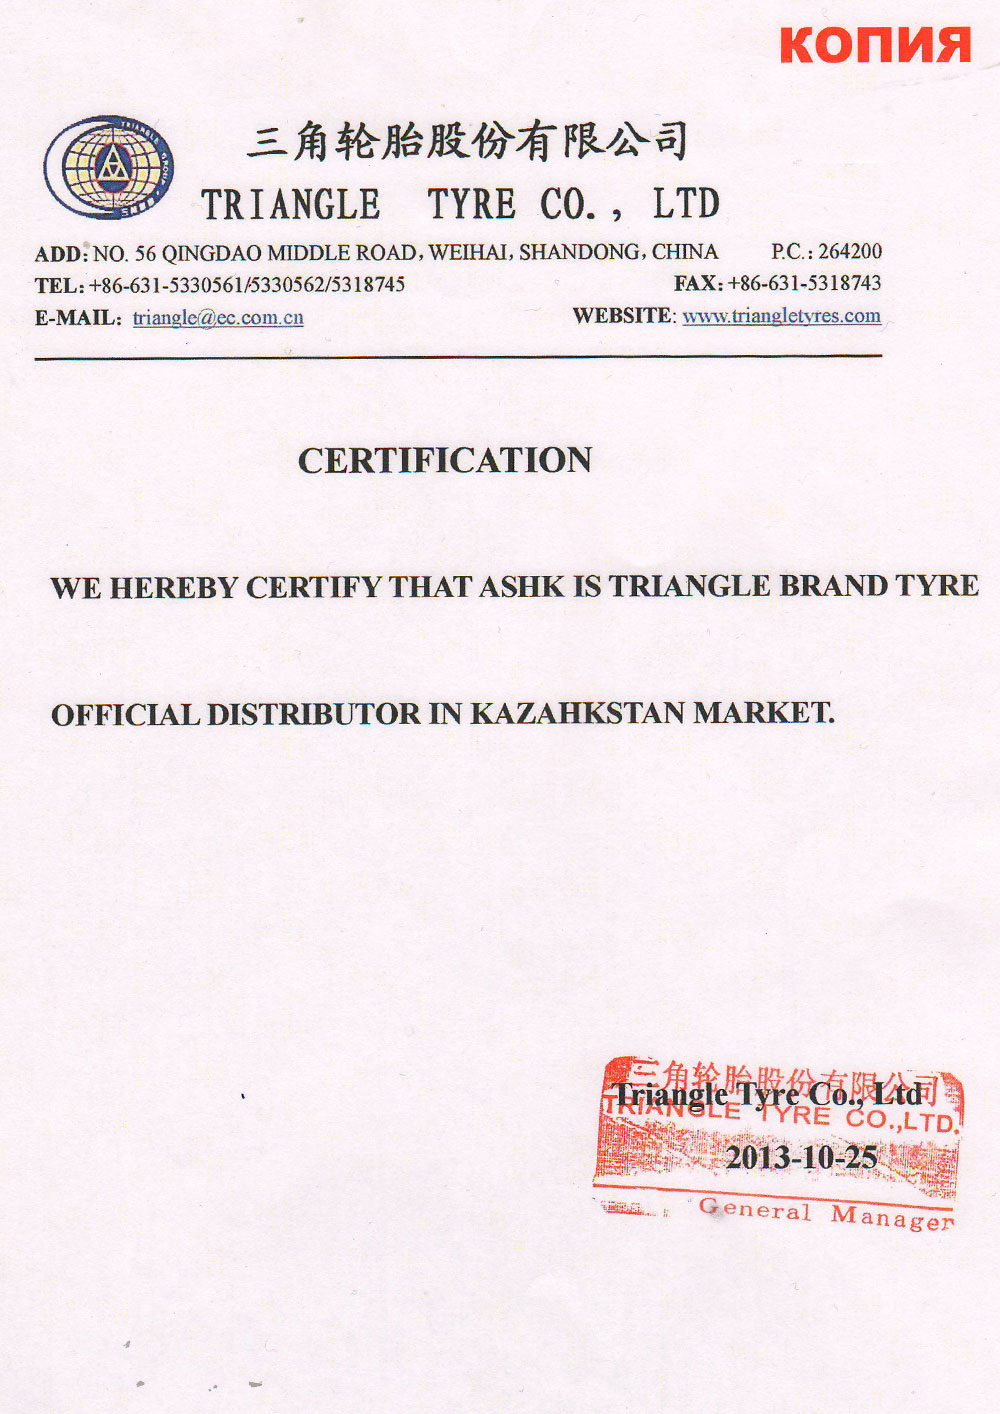 КОПИЯ
三角轮胎股份有限公司
TRIANGLE TYRE CO., LTD
ADD: NO. 56 QINGDAO MIDDLE ROAD, WEIHAI, SHANDONG, CHINA P.C.: 264200
TEL: +86-631-5330561/5330562/5318745 FAX: +86-631-5318743
E-MAIL: triangle@ec.com.cn WEBSITE: www.triangletyres.com
CERTIFICATION
WE HEREBY CERTIFY THAT ASHK IS TRIANGLE BRAND TYRE
OFFICIAL DISTRIBUTOR IN KAZAHKSTAN MARKET.
三角轮胎股份有限公司
Triangle Tyre Co., Ltd
TRIANGLE TYRE CO.,LTD.
2013-10-25
General Manager